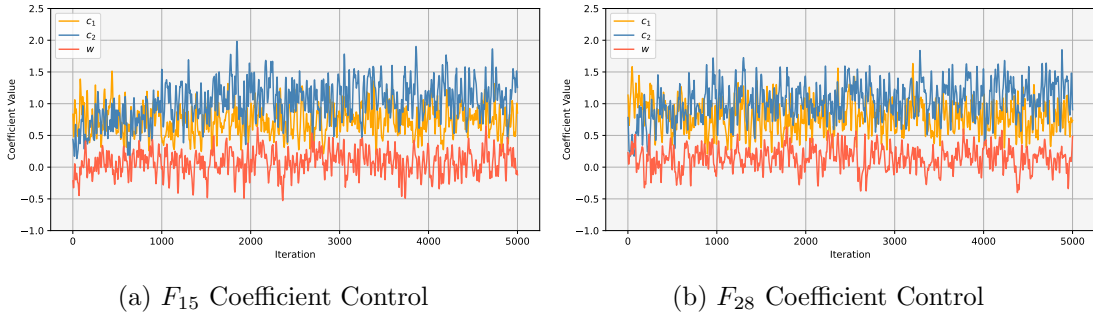 2.5
2.0
1.5
1.0
0.5
0.0
−0.5
−1.0
Coefficient Value
c1
c2
w
0 1000 2000 3000 4000 5000
Iteration
(a) F15 Coefficient Control
2.5
2.0
1.5
1.0
0.5
0.0
−0.5
−1.0
Coefficient Value
c1
c2
w
0 1000 2000 3000 4000 5000
Iteration
(b) F28 Coefficient Control